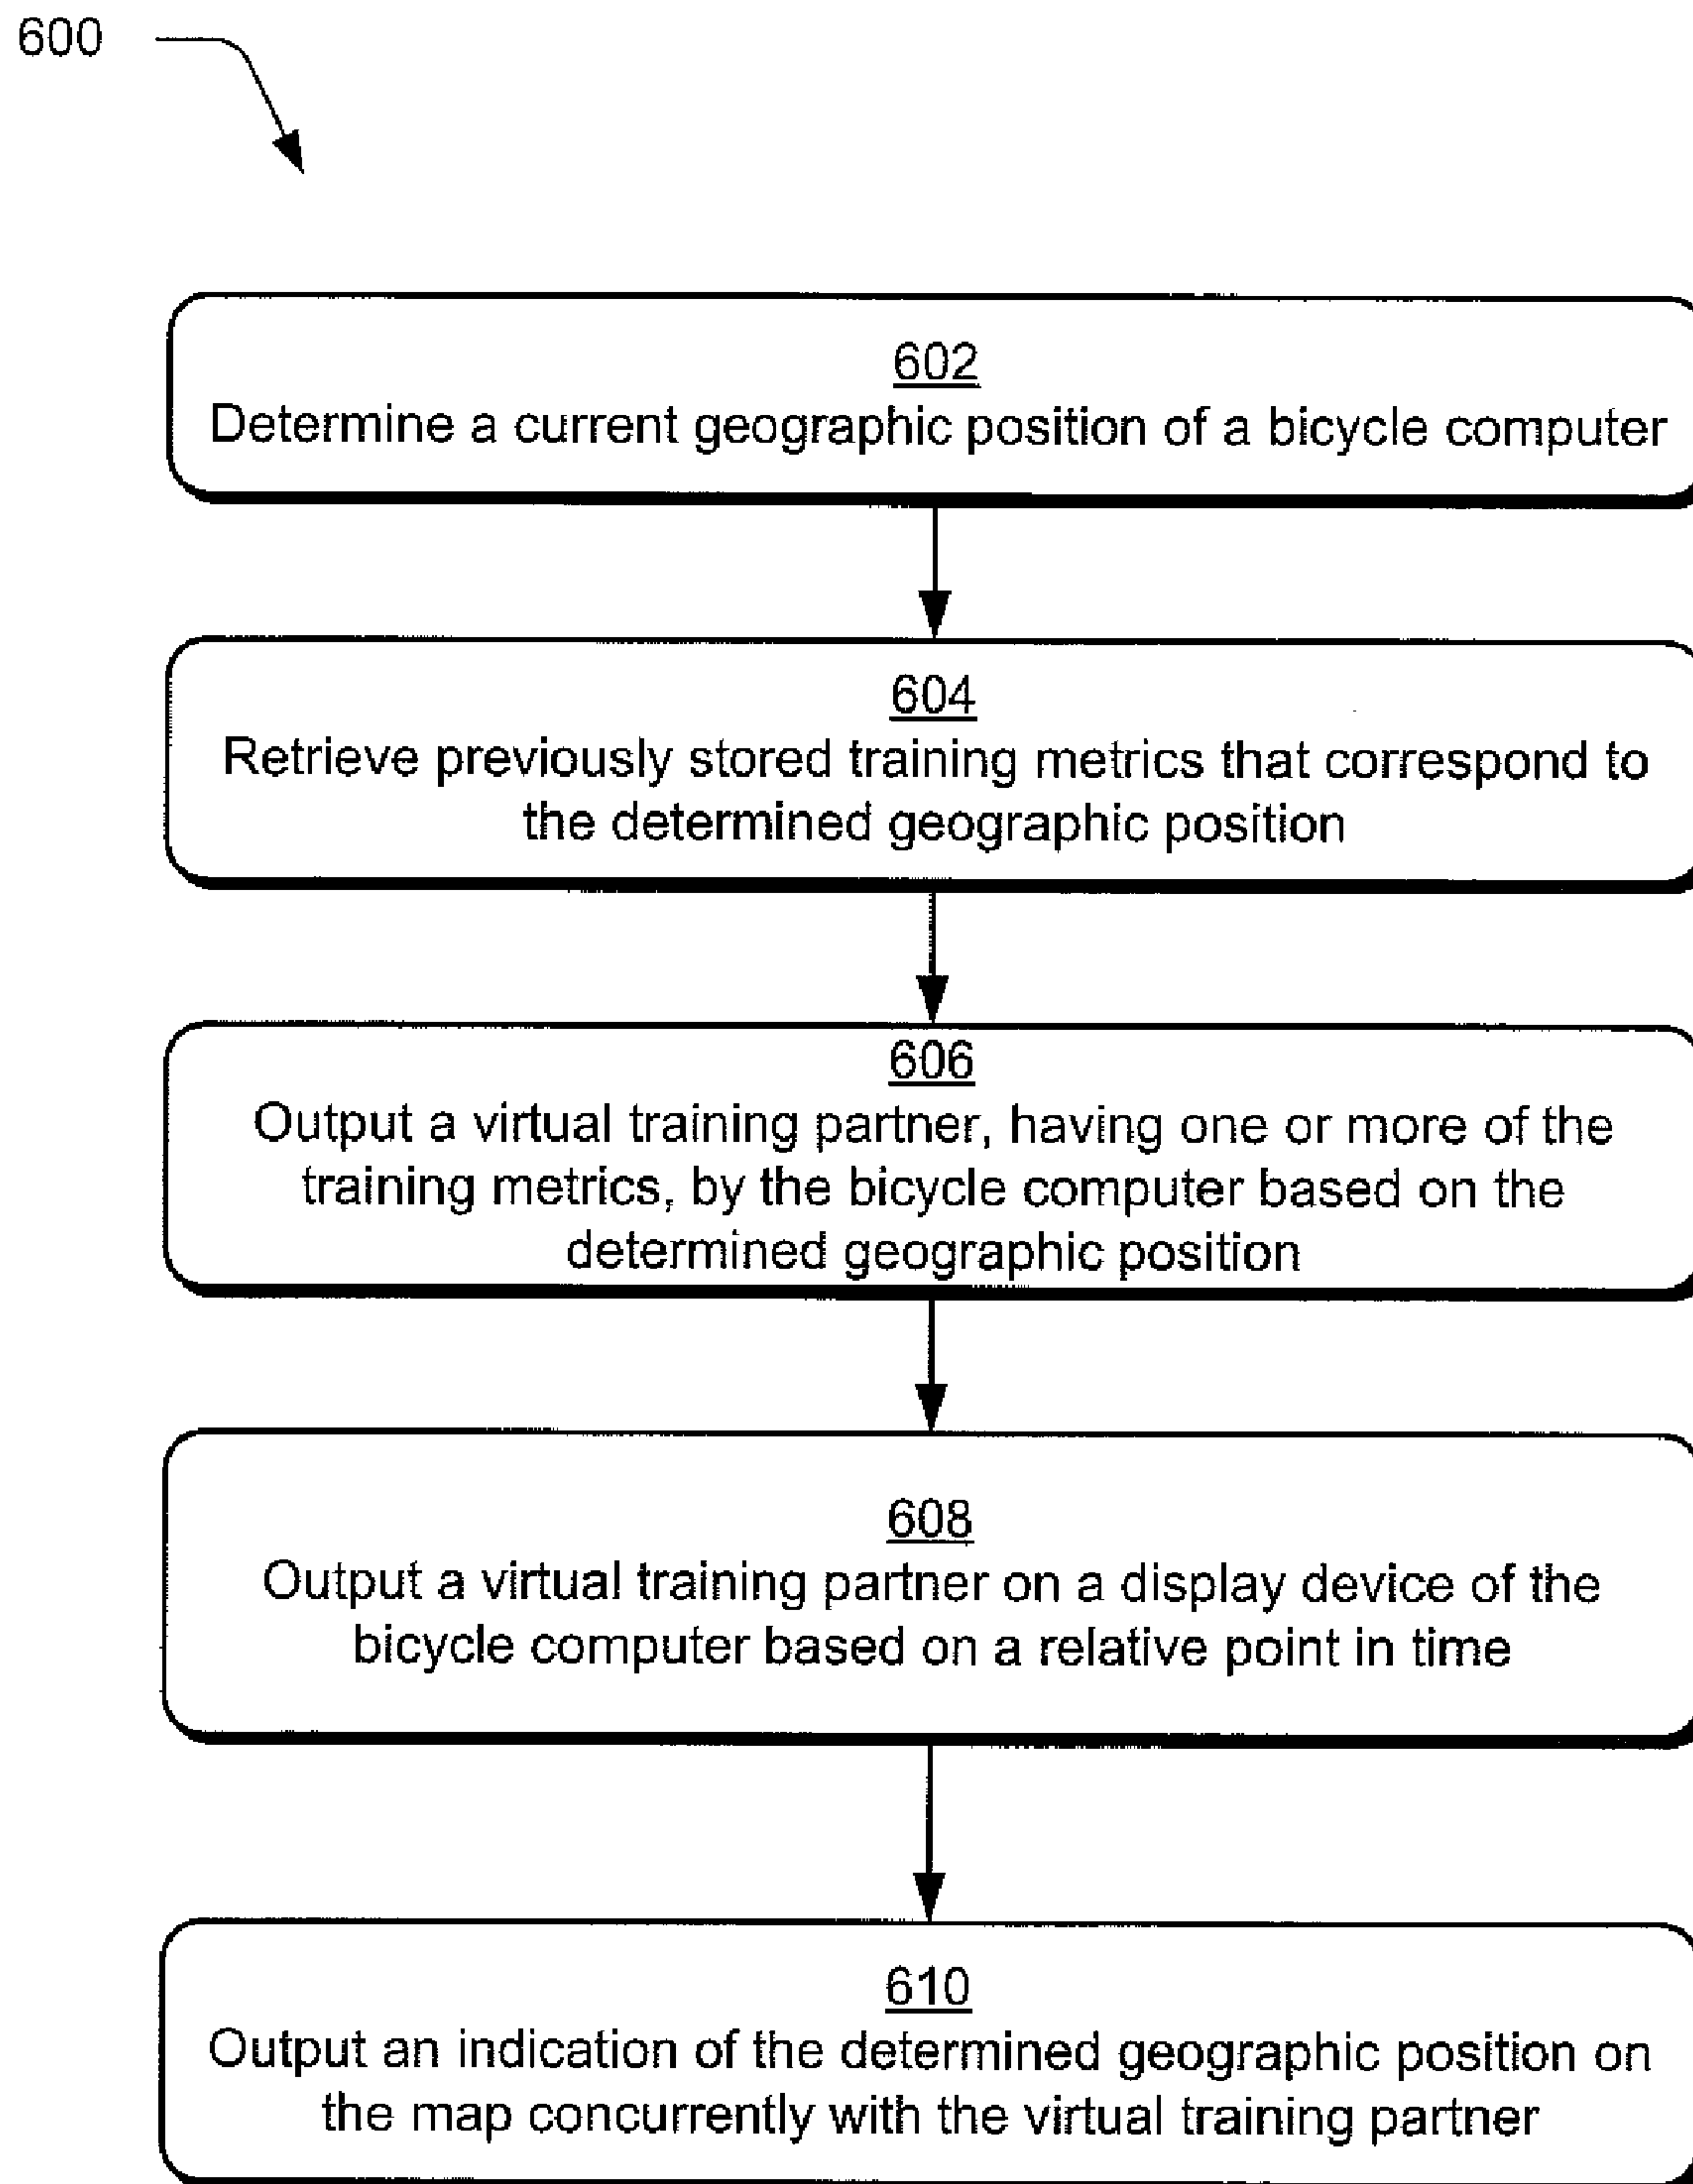 600
602
Determine a current geographic position of a bicycle computer
604
Retrieve previously stored training metrics that correspond to
the determined geographic position
606
Output a virtual training partner, having one or more of the
training metrics, by the bicycle computer based on the
determined geographic position
608
Output a virtual training partner on a display device of the
bicycle computer based on a relative point in time
610
Output an indication of the determined geographic position on
the map concurrently with the virtual training partner